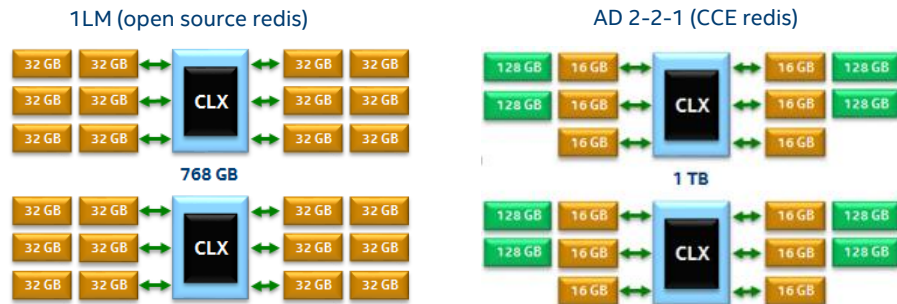 1LM (open source redis)
32 GB 32 GB CLX 32 GB 32 GB
32 GB 32 GB 32 GB 32 GB
32 GB 32 GB 32 GB 32 GB
768 GB
32 GB 32 GB 32 GB 32 GB
32 GB 32 GB CLX 32 GB 32 GB
32 GB 32 GB 32 GB 32 GB
AD 2-2-1 (CCE redis)
128 GB 16 GB 16 GB 128 GB
128 GB 16 GB CLX 16 GB 128 GB
16 GB 16 GB
1 TB
128 GB 16 GB 16 GB 128 GB
128 GB 16 GB CLX 16 GB 128 GB
16 GB 16 GB